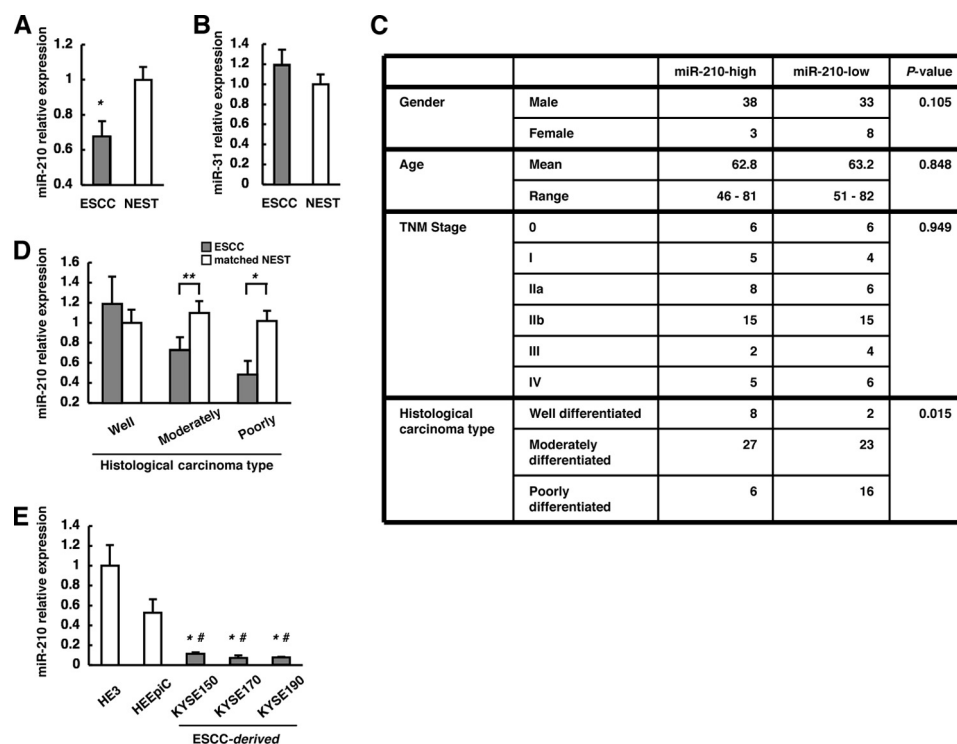 A
miR-210 relative expression
1.2
1
0.8
0.6
0.4
*
ESCC NEST
B
miR-31 relative expression
1.4
1.2
1
0.8
0.6
0.4
0.2
0
ESCC NEST
C
miR-210-high miR-210-low P-value
Gender Male 38 33 0.105
Female 3 8
Age Mean 62.8 63.2 0.848
Range 46 - 81 51 - 82
TNM Stage 0 6 6 0.949
I 5 4
IIa 8 6
IIb 15 15
III 2 4
IV 5 6
Histological carcinoma type Well differentiated 8 2 0.015
Moderately differentiated 27 23
Poorly differentiated 6 16
D
ESCC
matched NEST
miR-210 relative expression
1.6
1.4
1.2
1
0.8
0.6
0.4
0.2
** *
Well Moderately Poorly
Histological carcinoma type
E
miR-210 relative expression
1.4
1.2
1
0.8
0.6
0.4
0.2
0
* # * # * #
HE3 HEEpiC KYSE150 KYSE170 KYSE190
ESCC-derived